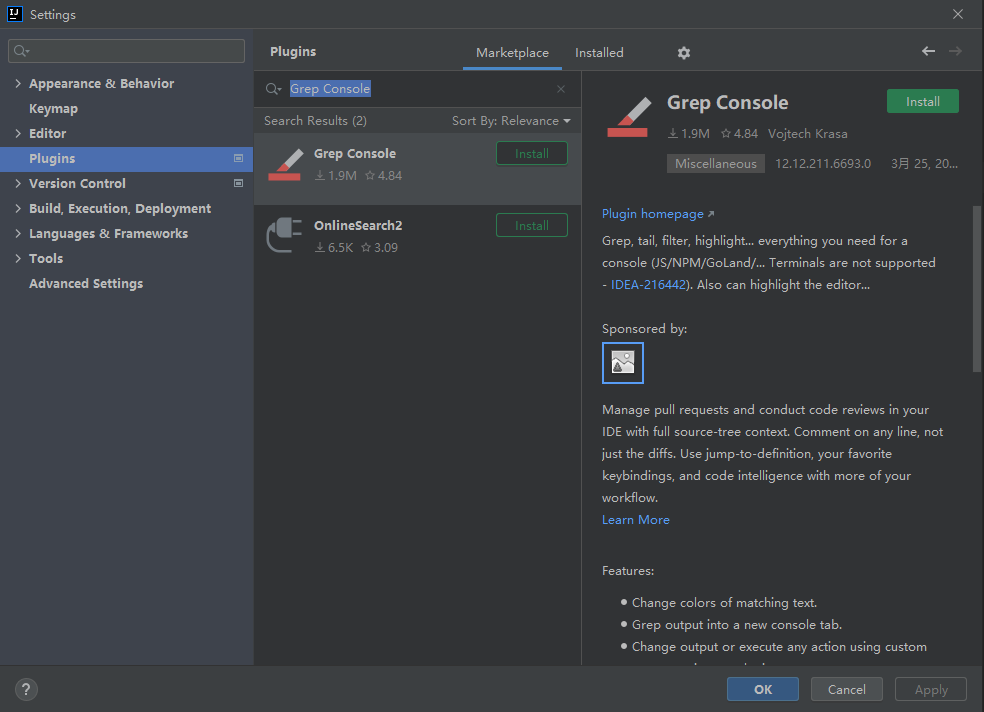 Settings
Appearance & Behavior
Keymap
Editor
Plugins
Version Control
Build, Execution, Deployment
Languages & Frameworks
Tools
Advanced Settings
Plugins
Marketplace
Installed
Grep Console
Search Results (2)
Sort By: Relevance
Grep Console
Install
1.9M 4.84
OnlineSearch2
Install
6.5K 3.09
Grep Console
Install
1.9M 4.84 Vojtech Krasa
Miscellaneous 12.12.211.6693.0 3月 25, 20...
Plugin homepage
Grep, tail, filter, highlight... everything you need for a
console (JS/NPM/GoLand/... Terminals are not supported
- IDEA-216442). Also can highlight the editor...
Sponsored by:
Manage pull requests and conduct code reviews in your
IDE with full source-tree context. Comment on any line, not
just the diffs. Use jump-to-definition, your favorite
keybindings, and code intelligence with more of your
workflow.
Learn More
Features:
Change colors of matching text.
Grep output into a new console tab.
Change output or execute any action using custom
?
OK
Cancel
Apply